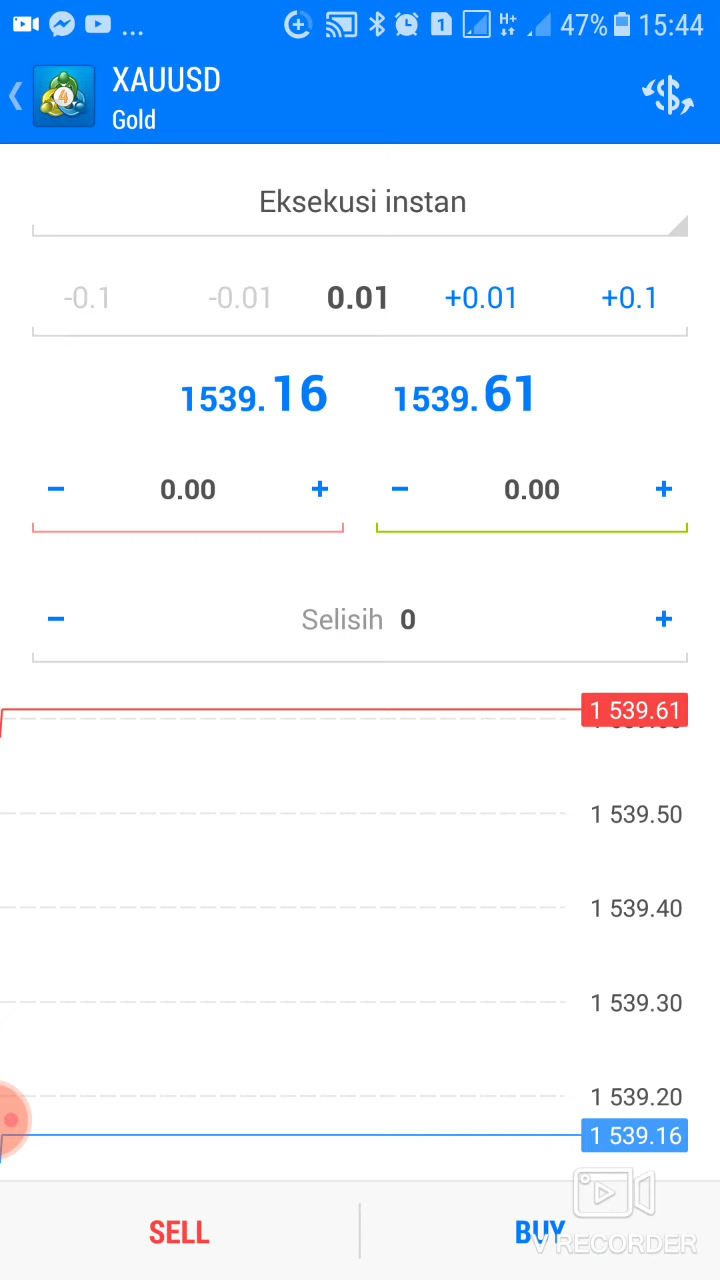 ... 1 H+ 47% 15:44
XAUUSD
4
Gold
Eksekusi instan
-0.1 -0.01 0.01 +0.01 +0.1
1539.16 1539.61
− 0.00 + − 0.00 +
− Selisih 0 +
1 539.61
1 539.50
1 539.40
1 539.30
1 539.20
1 539.16
SELL BUY
V RECORDER